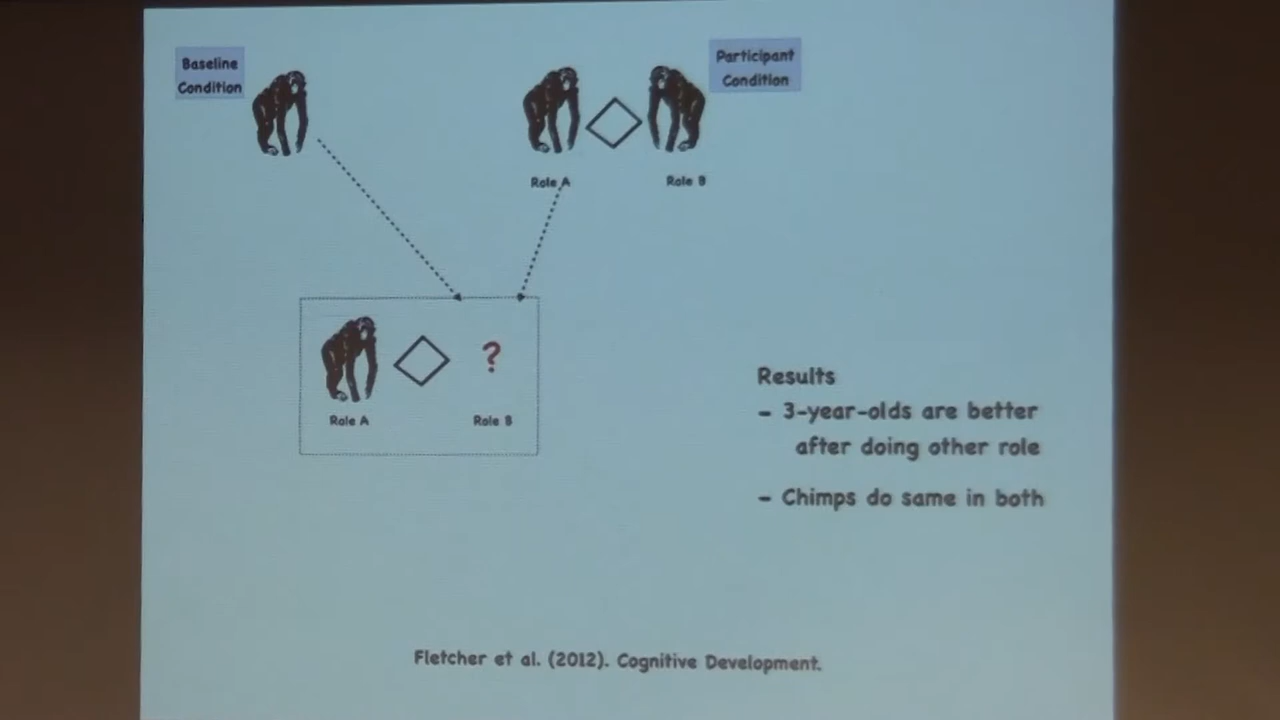 Baseline
Condition
Participant
Condition
Role A
Role B
?
Role A
Role B
Results
- 3-year-olds are better
after doing other role
- Chimps do same in both
Fletcher et al. (2012). Cognitive Development.